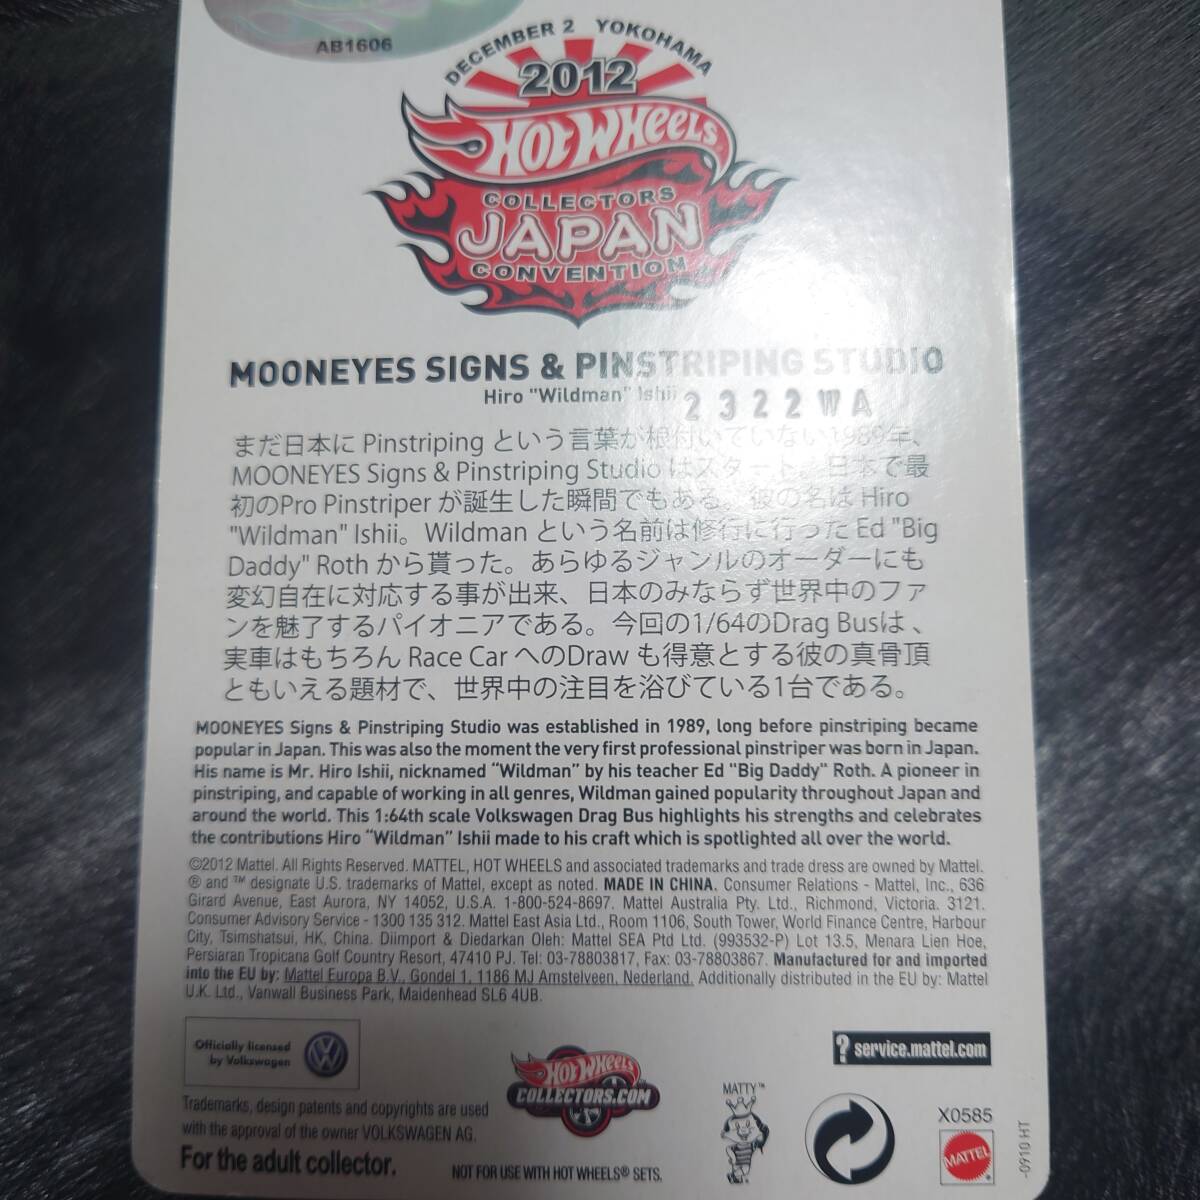 AB1606
DECEMBER 2 YOKOHAMA
2012
HOT WHEELS
COLLECTORS
JAPAN
CONVENTION
MOONEYES SIGNS & PINSTRIPING STUDIO
Hiro "Wildman" Ishii
2322WA
まだ日本に Pinstriping という言葉が根付いていない1989年、
MOONEYES Signs & Pinstriping Studio はスタート。日本で最
初のPro Pinstriper が誕生した瞬間でもある。彼の名は Hiro
"Wildman" Ishii。Wildman という名前は修行に行った Ed "Big
Daddy" Roth から貰った。あらゆるジャンルのオーダーにも
変幻自在に対応する事が出来、日本のみならず世界中のファ
ンを魅了するパイオニアである。今回の1/64のDrag Busは、
実車はもちろん Race Car へのDraw も得意とする彼の真骨頂
ともいえる題材で、世界中の注目を浴びている1台である。
MOONEYES Signs & Pinstriping Studio was established in 1989, long before pinstriping became
popular in Japan. This was also the moment the very first professional pinstriper was born in Japan.
His name is Mr. Hiro Ishii, nicknamed “Wildman” by his teacher Ed "Big Daddy" Roth. A pioneer in
pinstriping, and capable of working in all genres, Wildman gained popularity throughout Japan and
around the world. This 1:64th scale Volkswagen Drag Bus highlights his strengths and celebrates
the contributions Hiro “Wildman” Ishii made to his craft which is spotlighted all over the world.
©2012 Mattel. All Rights Reserved. MATTEL, HOT WHEELS and associated trademarks and trade dress are owned by Mattel.
® and ™ designate U.S. trademarks of Mattel, except as noted. MADE IN CHINA. Consumer Relations - Mattel, Inc., 636
Girard Avenue, East Aurora, NY 14052, U.S.A. 1-800-524-8697. Mattel Australia Pty. Ltd., Richmond, Victoria. 3121.
Consumer Advisory Service - 1300 135 312. Mattel East Asia Ltd., Room 1106, South Tower, World Finance Centre, Harbour
City, Tsimshatsui, HK, China. Diimport & Diedarkan Oleh: Mattel SEA Ptd Ltd. (993532-P) Lot 13.5, Menara Lien Hoe,
Persiaran Tropicana Golf Country Resort, 47410 PJ. Tel: 03-78803817, Fax: 03-78803867. Manufactured for and imported
into the EU by: Mattel Europa B.V., Gondel 1, 1186 MJ Amstelveen, Nederland. Additionally distributed in the EU by: Mattel
U.K. Ltd., Vanwall Business Park, Maidenhead SL6 4UB.
Officially licensed
by Volkswagen
HOT WHEELS
COLLECTORS.COM
? service.mattel.com
MATTY™
X0585
MATTEL
-0910 HT
Trademarks, design patents and copyrights are used
with the approval of the owner VOLKSWAGEN AG.
For the adult collector.
NOT FOR USE WITH HOT WHEELS® SETS.